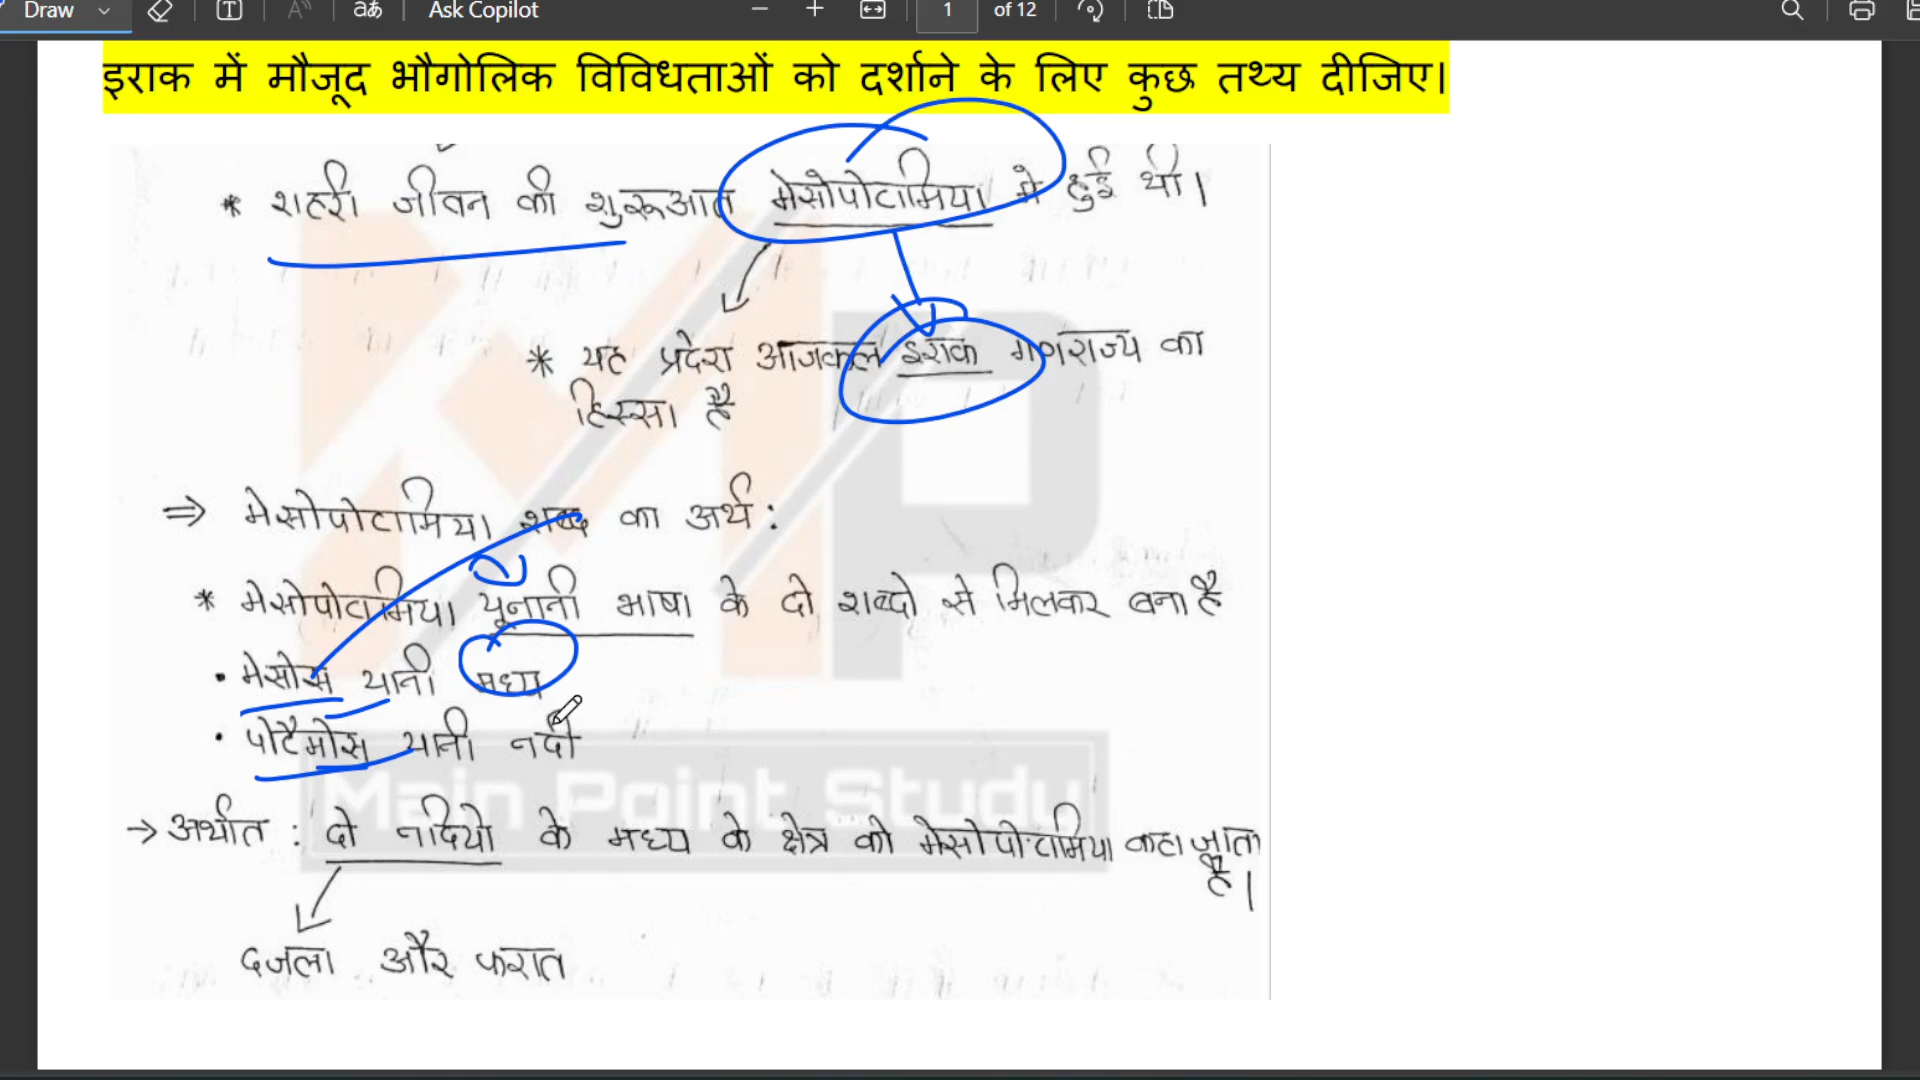 Draw
Ask Copilot
1 of 12
इराक में मौजूद भौगोलिक विविधताओं को दर्शाने के लिए कुछ तथ्य दीजिए।
* शहरी जीवन की शुरूआत मेसोपोटामिया मे हुई थी।
* यह प्रदेश आजकल इराक गणराज्य का
हिस्सा है
⇒ मेसोपोटामिया शब्द का अर्थ :
* मेसोपोटामिया यूनानी भाषा के दो शब्दो से मिलकर बना है
• मेसोस यानी मध्य
• पोटैमोस यानी नदी
Main Point Study
→ अर्थात : दो नदियो के मध्य के क्षेत्र को मेसोपोटामिया कहा जाता
है।
दजला और फरात